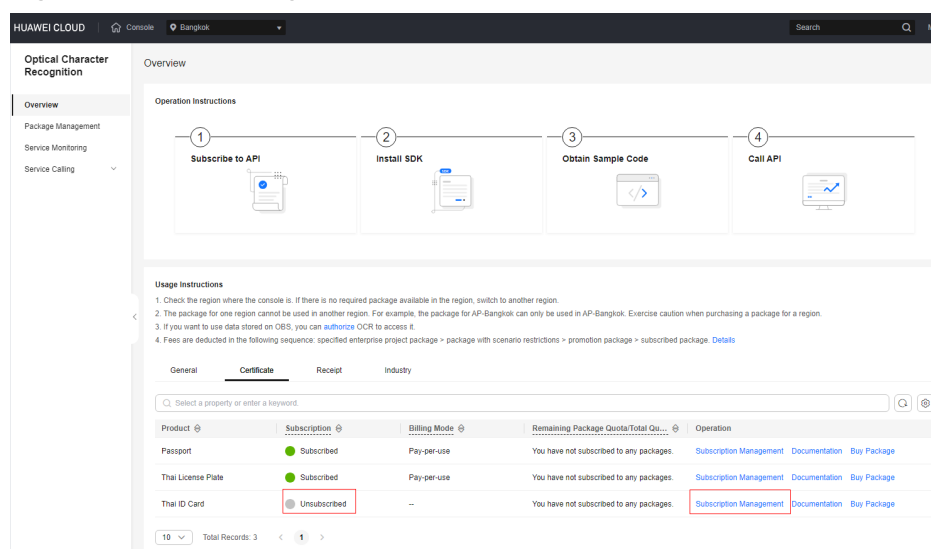 HUAWEI CLOUD Console Bangkok Search
Optical Character Recognition
Overview
Package Management
Service Monitoring
Service Calling
Overview
Operation Instructions
1 2 3 4
Subscribe to API Install SDK Obtain Sample Code Call API
Usage Instructions
1. Check the region where the console is. If there is no required package available in the region, switch to another region.
2. The package for one region cannot be used in another region. For example, the package for AP-Bangkok can only be used in AP-Bangkok. Exercise caution when purchasing a package for a region.
3. If you want to use data stored on OBS, you can authorize OCR to access it.
4. Fees are deducted in the following sequence: specified enterprise project package > package with scenario restrictions > promotion package > subscribed package. Details
General Certificate Receipt Industry
Select a property or enter a keyword.
Product Subscription Billing Mode Remaining Package Quota/Total Qu... Operation
Passport Subscribed Pay-per-use You have not subscribed to any packages. Subscription Management Documentation Buy Package
Thai License Plate Subscribed Pay-per-use You have not subscribed to any packages. Subscription Management Documentation Buy Package
Thai ID Card Unsubscribed -- You have not subscribed to any packages. Subscription Management Documentation Buy Package
10 Total Records: 3 < 1 >